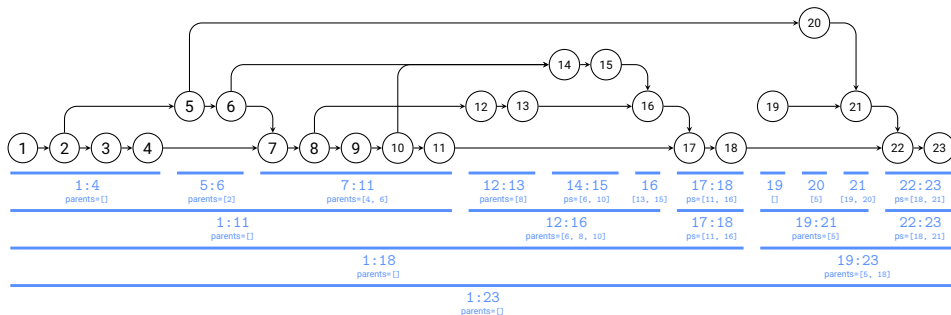 20
14 15
5 6 12 13 16 19 21
1 2 3 4 7 8 9 10 11 17 18 22 23
1:4 5:6 7:11 12:13 14:15 16 17:18 19 20 21 22:23
parents=[] parents=[2] parents=[4, 6] parents=[8] ps=[6, 10] [13, 15] ps=[11, 16] [] [5] [19, 20] ps=[18, 21]
1:11 12:16 17:18 19:21 22:23
parents=[] parents=[6, 8, 10] ps=[11, 16] parents=[5] ps=[18, 21]
1:18 19:23
parents=[] parents=[5, 18]
1:23
parents=[]